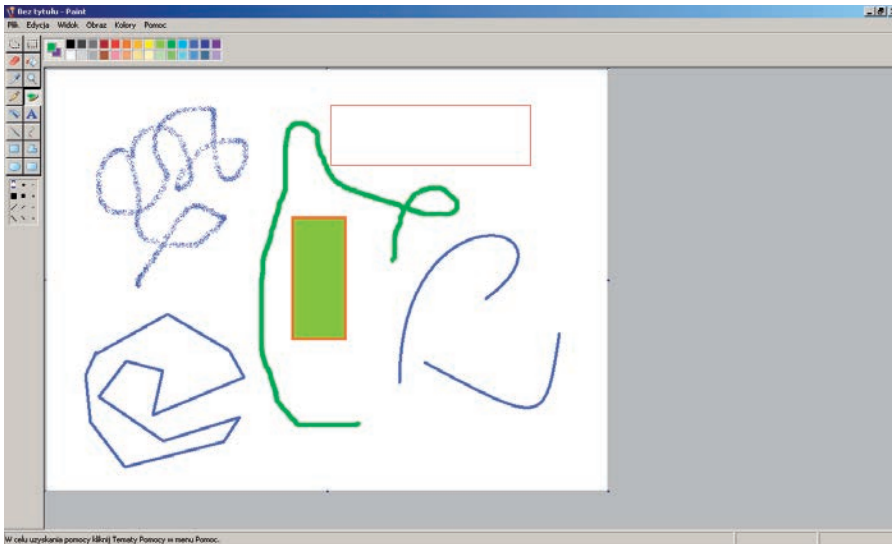 Bez tytułu - Paint
Plik Edycja Widok Obraz Kolory Pomoc
A
W celu uzyskania pomocy kliknij Tematy Pomocy w menu Pomoc.